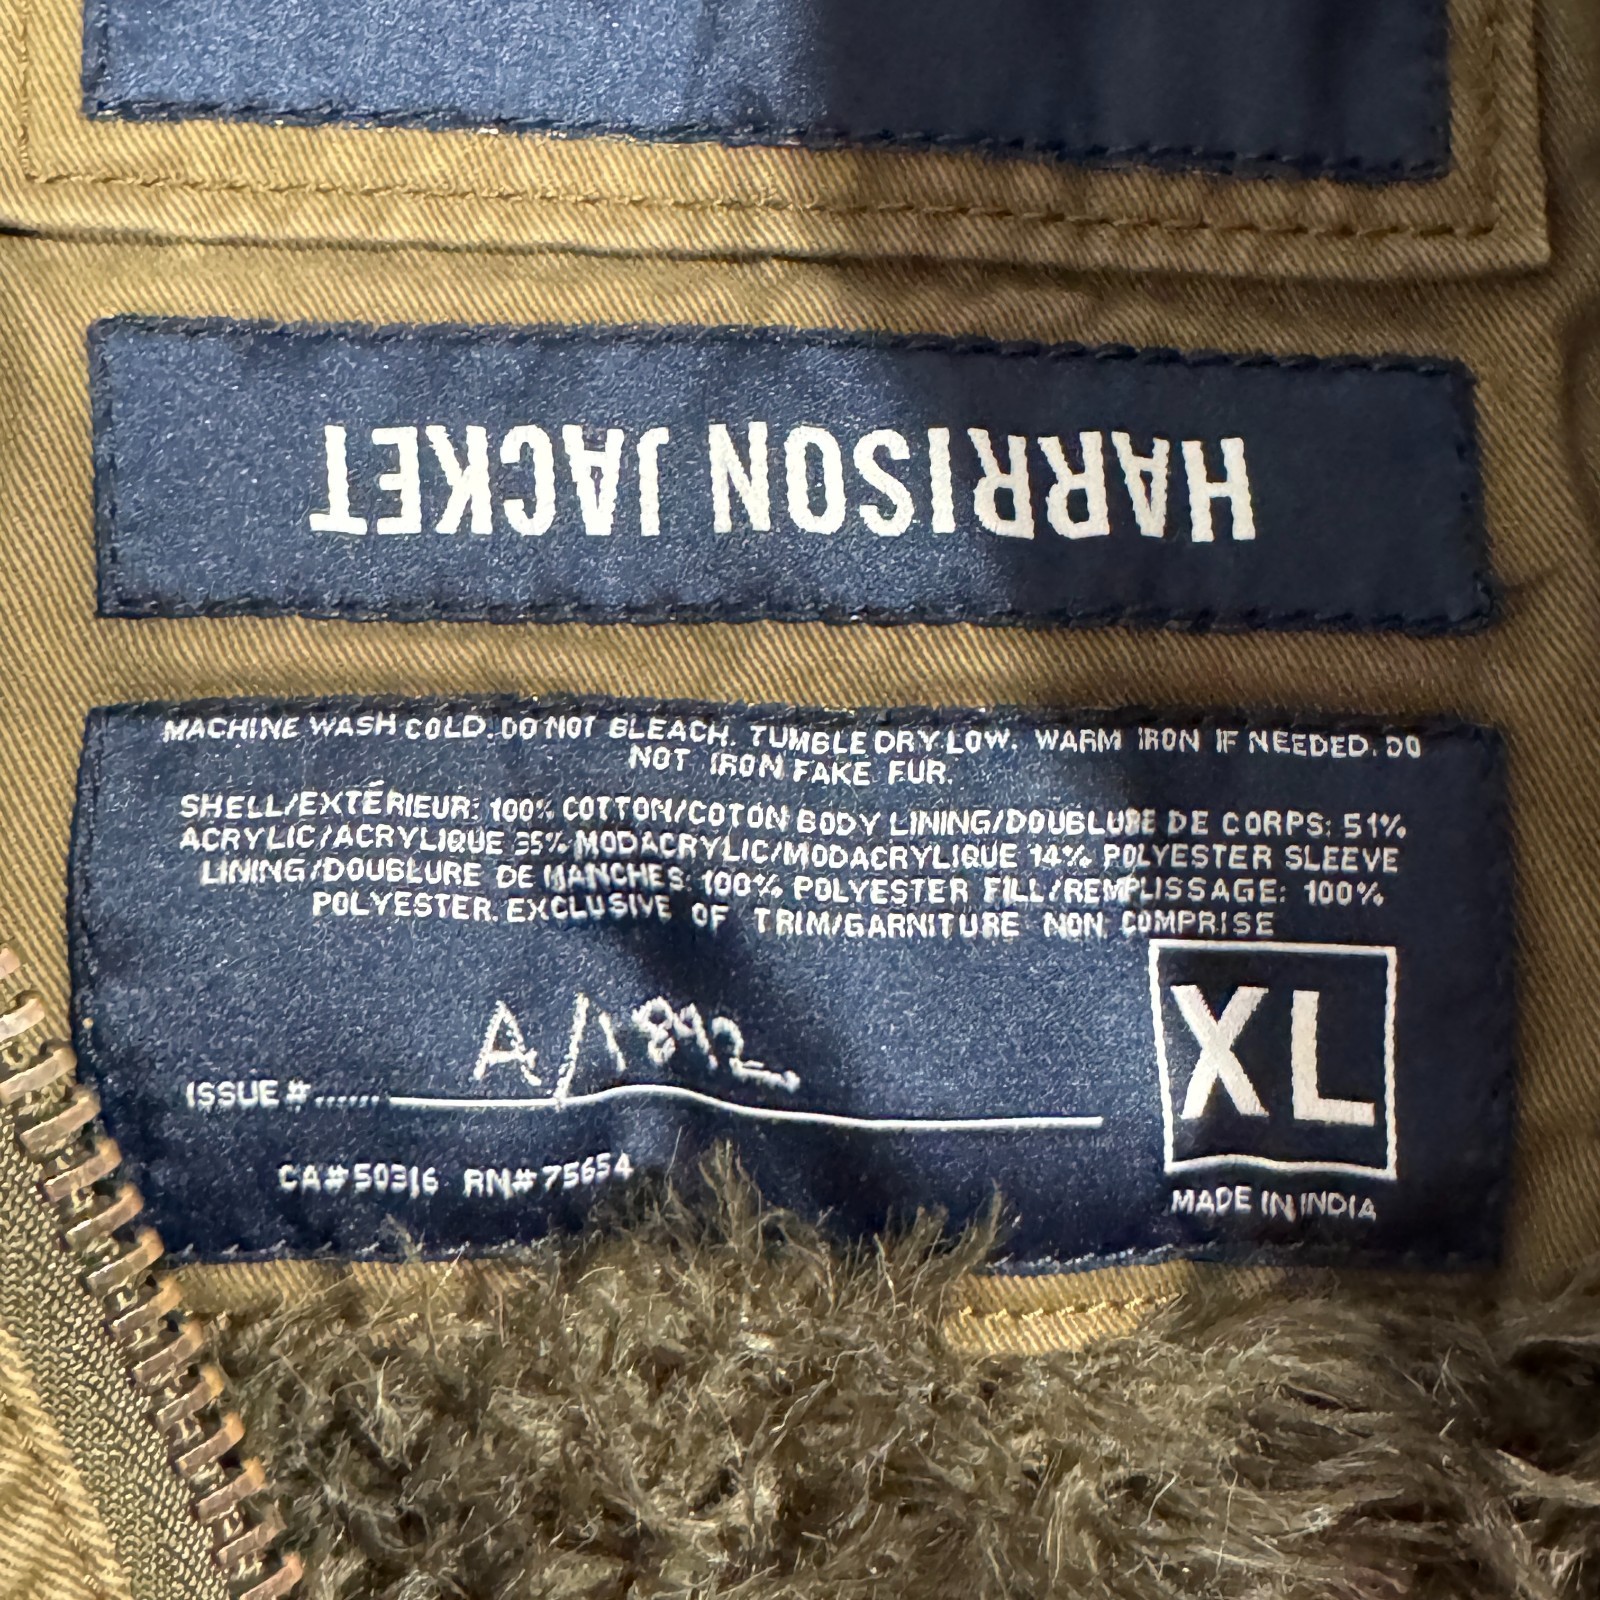 HARRISON JACKET
MACHINE WASH COLD. DO NOT BLEACH. TUMBLE DRY LOW. WARM IRON IF NEEDED. DO
NOT IRON FAKE FUR.
SHELL/EXTÉRIEUR: 100% COTTON/COTON BODY LINING/DOUBLURE DE CORPS: 51%
ACRYLIC/ACRYLIQUE 35% MODACRYLIC/MODACRYLIQUE 14% POLYESTER SLEEVE
LINING/DOUBLURE DE MANCHES: 100% POLYESTER FILL/REMPLISSAGE: 100%
POLYESTER. EXCLUSIVE OF TRIM/GARNITURE NON COMPRISE
XL
A/1892
ISSUE #......
CA#50316 RN#75654
MADE IN INDIA